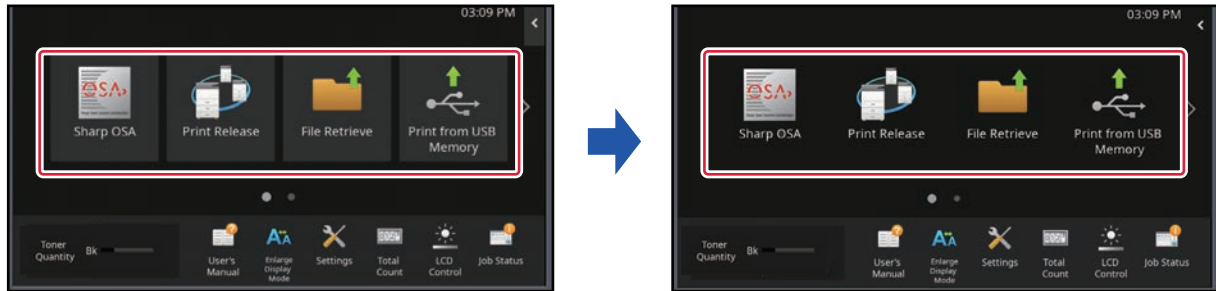 03:09 PM
OSA
Sharp OSA
Print Release
File Retrieve
Print from USB
Memory
Toner
Quantity
Bk
User's
Manual
Enlarge
Display
Mode
Settings
Total
Count
LCD
Control
Job Status
03:09 PM
OSA
Sharp OSA
Print Release
File Retrieve
Print from USB
Memory
Toner
Quantity
Bk
User's
Manual
Enlarge
Display
Mode
Settings
Total
Count
LCD
Control
Job Status